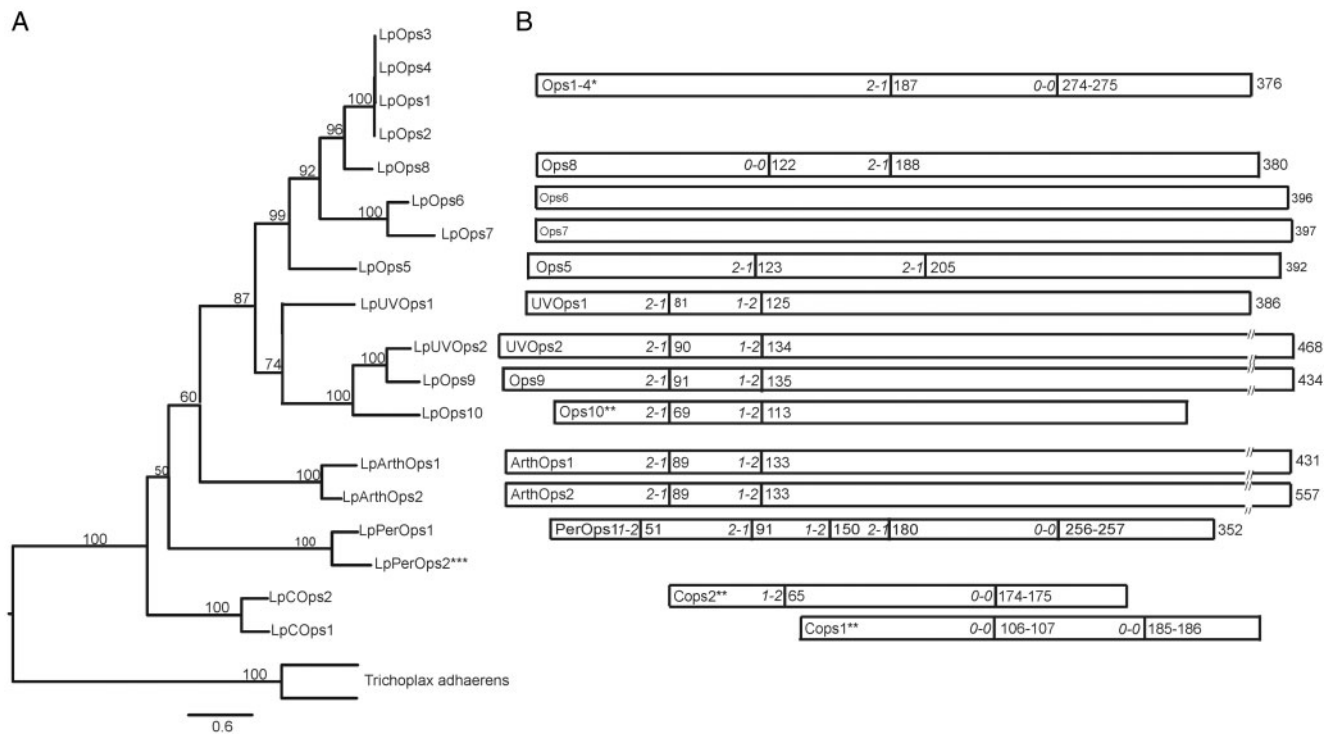 A
B
LpOps3
LpOps4
LpOps1
LpOps2
LpOps8
LpOps6
LpOps7
LpOps5
LpUVOps1
LpUVOps2
LpOps9
LpOps10
LpArthOps1
LpArthOps2
LpPerOps1
LpPerOps2***
LpCOps2
LpCOps1
Trichoplax adhaerens
100
96
92
100
99
87
74
100
100
60
100
50
100
100
100
100
0.6
Ops1-4* 2-1 187 0-0 274-275 376
Ops8 0-0 122 2-1 188 380
Ops6 396
Ops7 397
Ops5 2-1 123 2-1 205 392
UVOps1 2-1 81 1-2 125 386
UVOps2 2-1 90 1-2 134 // 468
Ops9 2-1 91 1-2 135 // 434
Ops10** 2-1 69 1-2 113
ArthOps1 2-1 89 1-2 133 // 431
ArthOps2 2-1 89 1-2 133 // 557
PerOps1 1-2 51 2-1 91 1-2 150 2-1 180 0-0 256-257 352
Cops2** 1-2 65 0-0 174-175
Cops1** 0-0 106-107 0-0 185-186